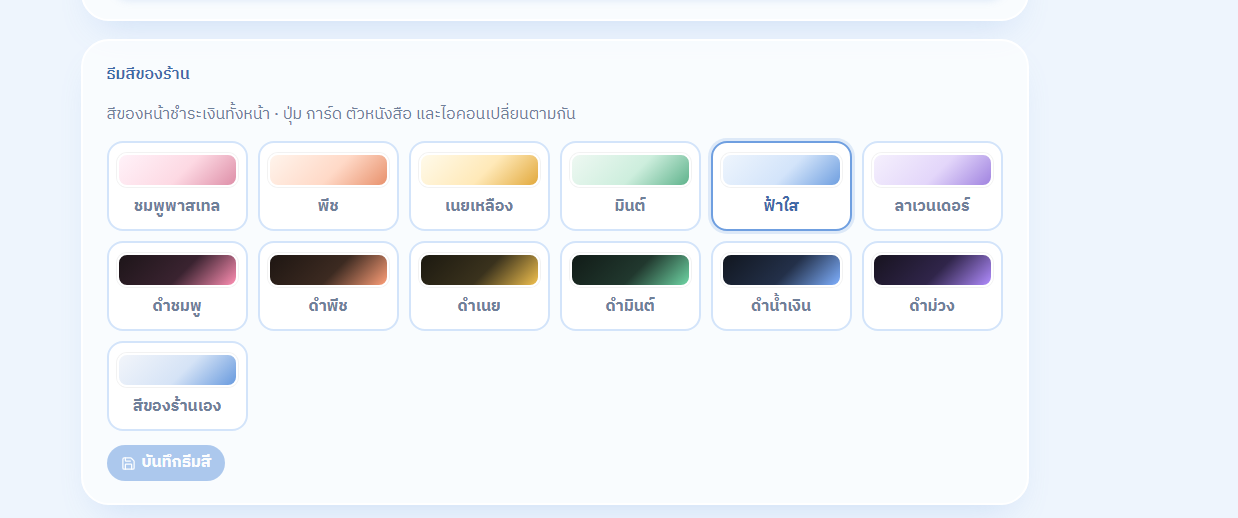 ธีมสีของร้าน
สีของหน้าชำระเงินทั้งหน้า · ปุ่ม การ์ด ตัวหนังสือ และไอคอนเปลี่ยนตามกัน
ชมพูพาสเทล พีช เนยเหลือง มินต์ ฟ้าใส ลาเวนเดอร์
ดำชมพู ดำพีช ดำเนย ดำมินต์ ดำน้ำเงิน ดำม่วง
สีของร้านเอง
บันทึกธีมสี